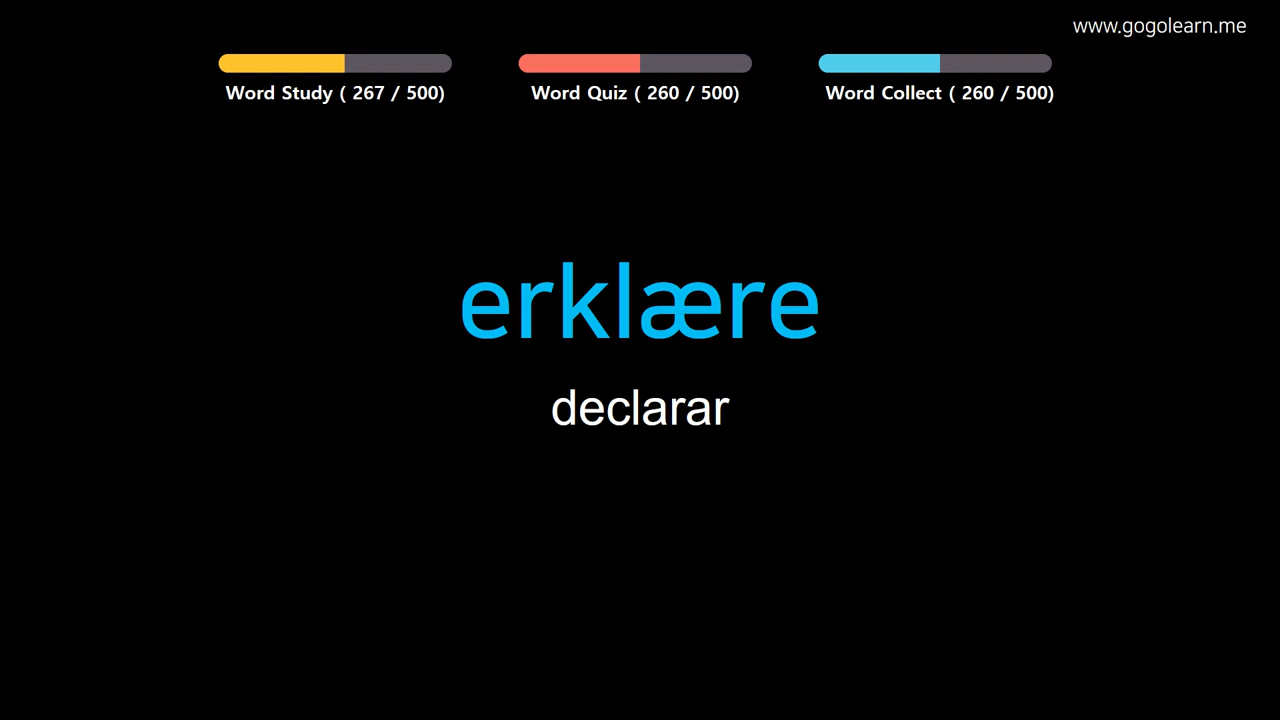 www.gogolearn.me
Word Study ( 267 / 500)
Word Quiz ( 260 / 500)
Word Collect ( 260 / 500)
erklære
declarar